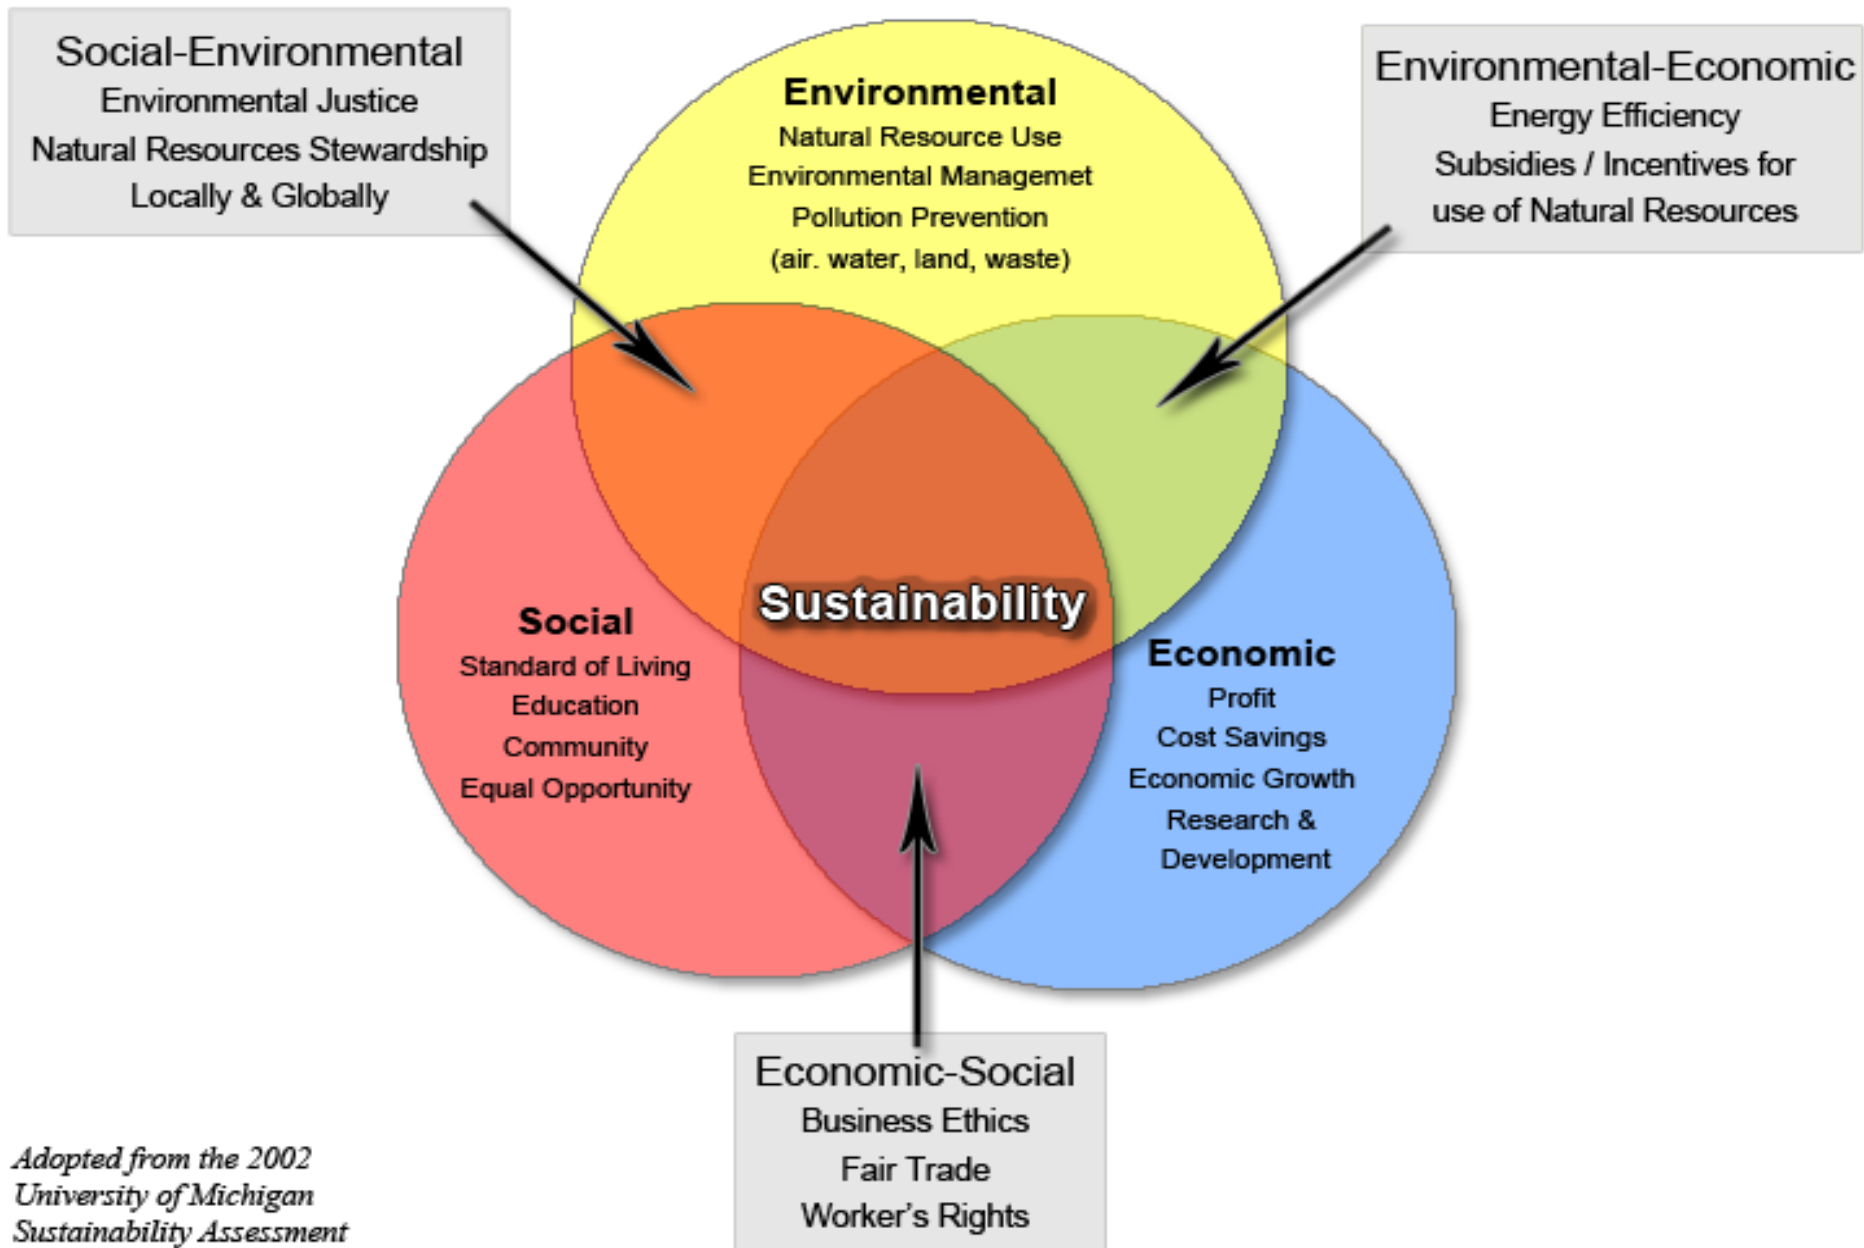 Social-Environmental
Environmental Justice
Natural Resources Stewardship
Locally & Globally
Environmental
Natural Resource Use
Environmental Managemet
Pollution Prevention
(air. water, land, waste)
Environmental-Economic
Energy Efficiency
Subsidies / Incentives for
use of Natural Resources
Sustainability
Social
Standard of Living
Education
Community
Equal Opportunity
Economic
Profit
Cost Savings
Economic Growth
Research &
Development
Economic-Social
Business Ethics
Fair Trade
Worker's Rights
Adopted from the 2002
University of Michigan
Sustainability Assessment